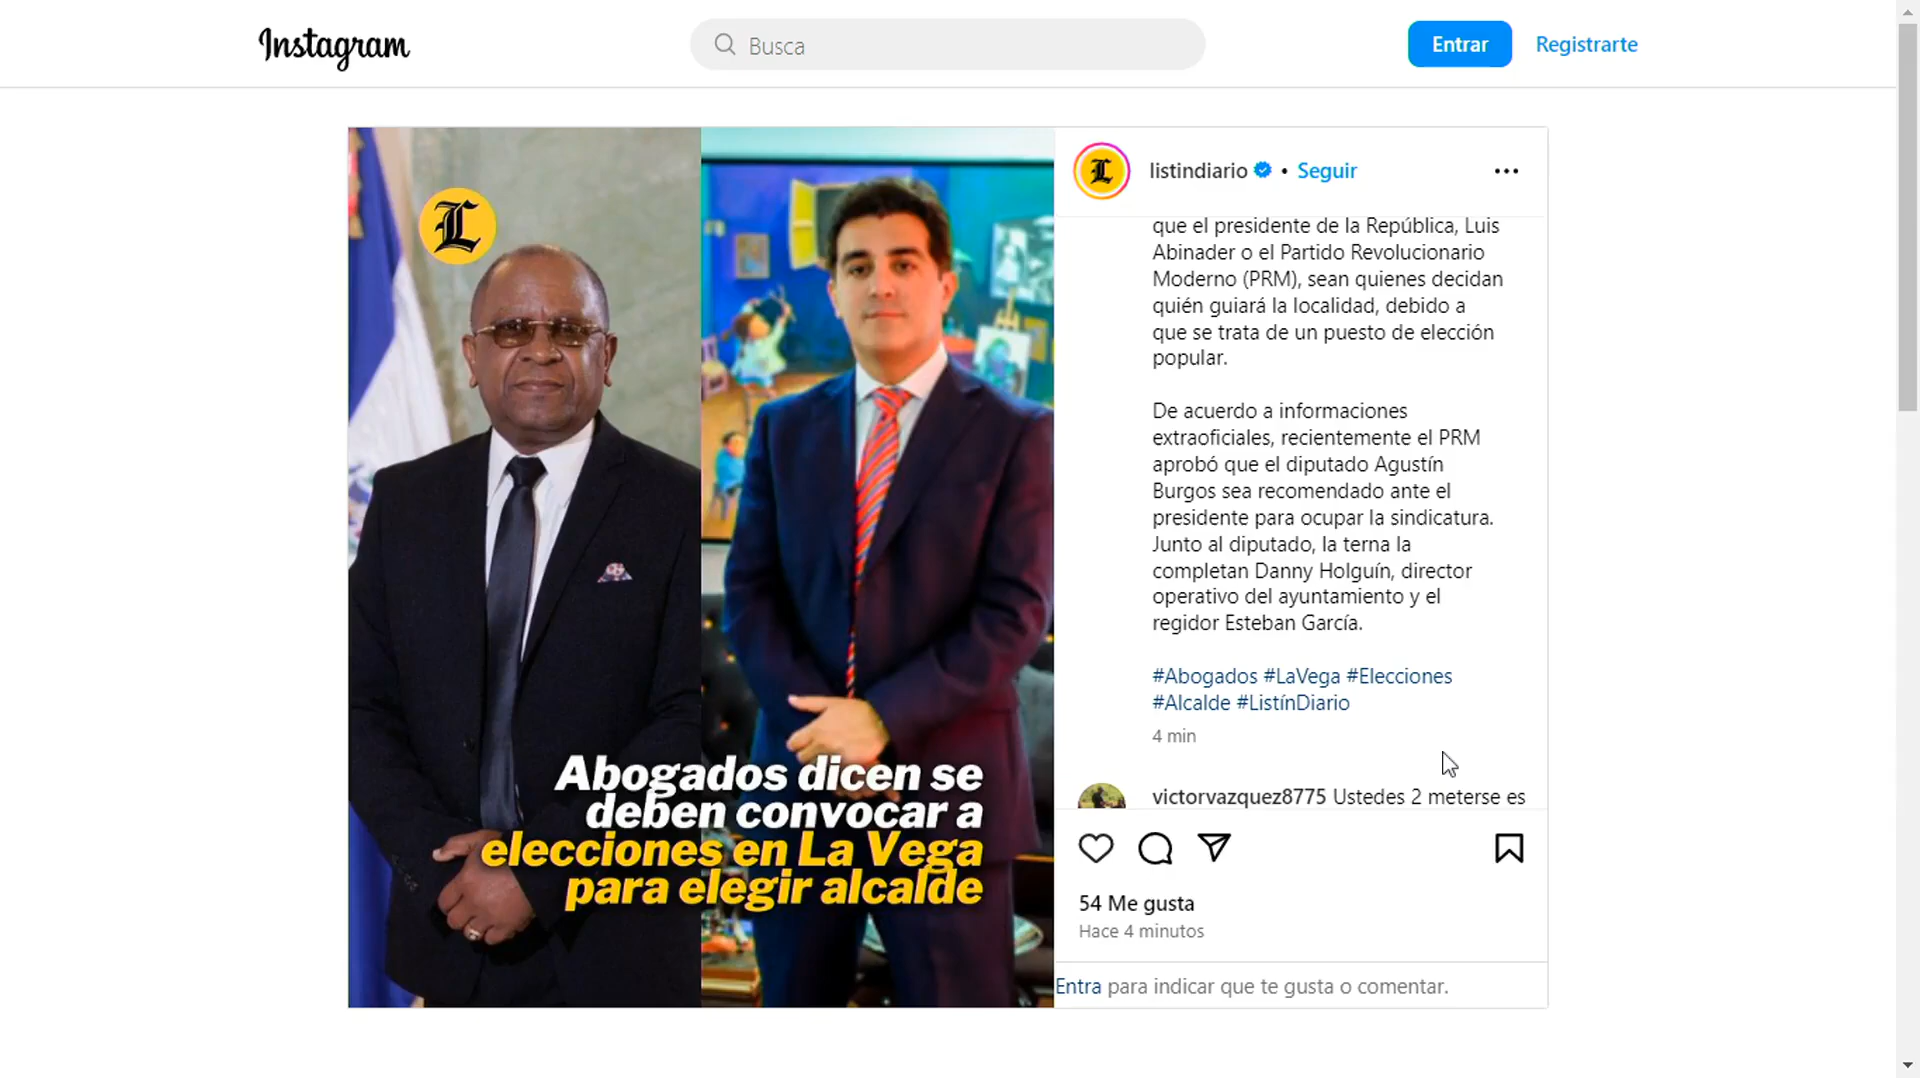 Instagram
Busca
Entrar
Registrarte
L
Abogados dicen se
deben convocar a
elecciones en La Vega
para elegir alcalde
L
listindiario • Seguir
que el presidente de la República, Luis
Abinader o el Partido Revolucionario
Moderno (PRM), sean quienes decidan
quién guiará la localidad, debido a
que se trata de un puesto de elección
popular.
De acuerdo a informaciones
extraoficiales, recientemente el PRM
aprobó que el diputado Agustín
Burgos sea recomendado ante el
presidente para ocupar la sindicatura.
Junto al diputado, la terna la
completan Danny Holguín, director
operativo del ayuntamiento y el
regidor Esteban García.
#Abogados #LaVega #Elecciones
#Alcalde #ListínDiario
4 min
victorvazquez8775 Ustedes 2 meterse es
54 Me gusta
Hace 4 minutos
Entra para indicar que te gusta o comentar.